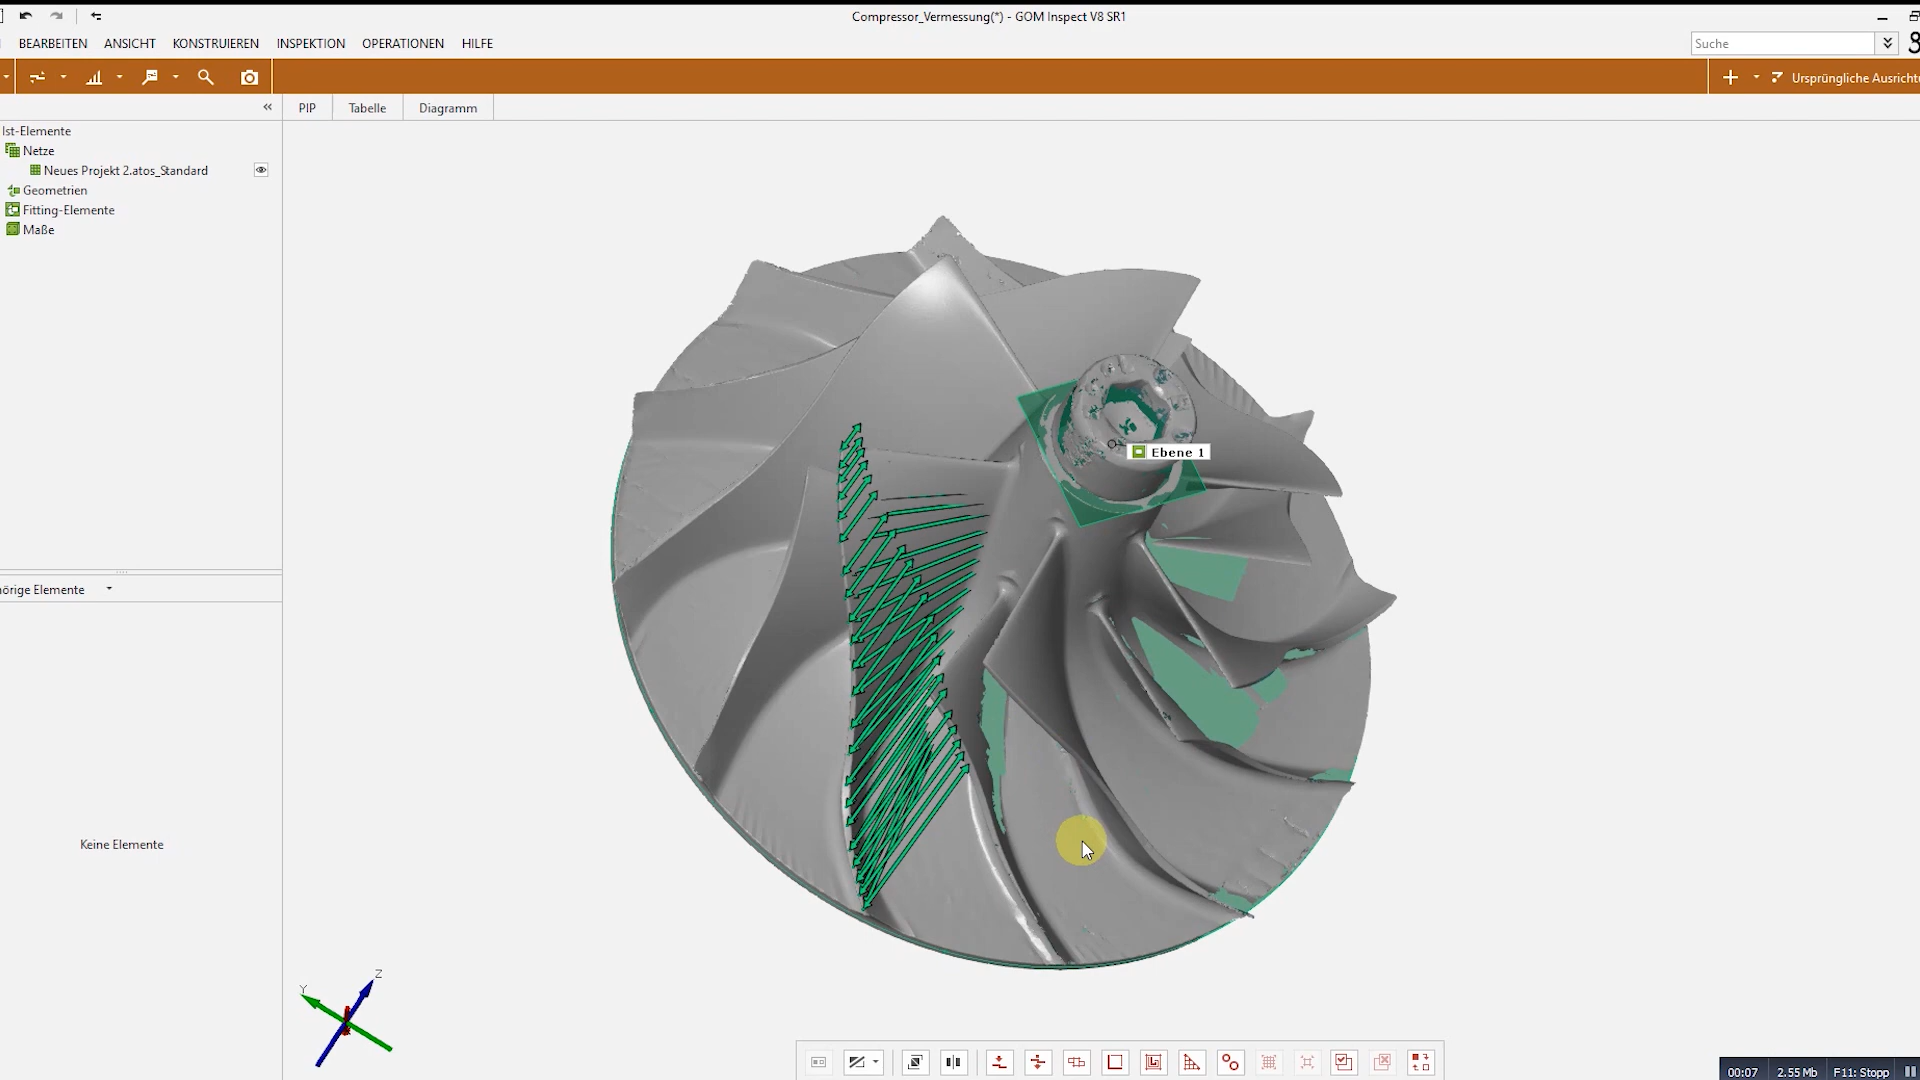 Compressor_Vermessung(*) - GOM Inspect V8 SR1
BEARBEITEN ANSICHT KONSTRUIEREN INSPEKTION OPERATIONEN HILFE
Suche
Ursprüngliche Ausrichtu
PIP Tabelle Diagramm
Ist-Elemente
Netze
Neues Projekt 2.atos_Standard
Geometrien
Fitting-Elemente
Maße
Ebene 1
örige Elemente
Keine Elemente
Z
Y
00:07 2.55 Mb F11: Stopp